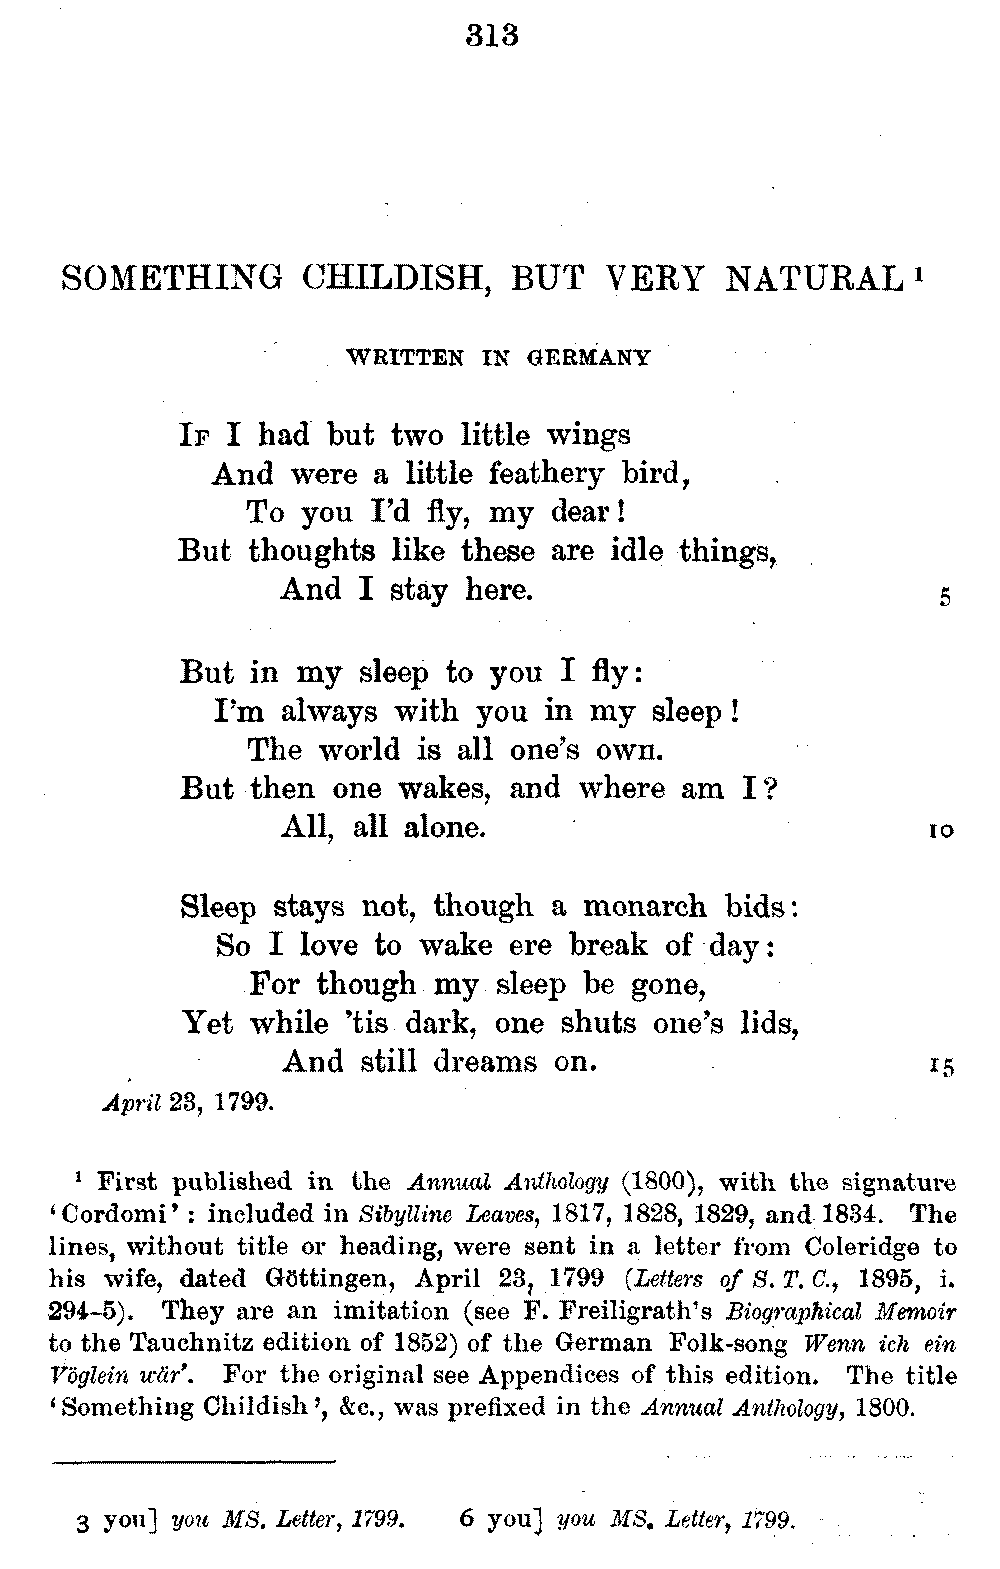 313
SOMETHING CHILDISH, BUT VERY NATURAL ¹
WRITTEN IN GERMANY
IF I had but two little wings
And were a little feathery bird,
To you I'd fly, my dear!
But thoughts like these are idle things,
And I stay here. 5
But in my sleep to you I fly:
I'm always with you in my sleep!
The world is all one's own.
But then one wakes, and where am I?
All, all alone. 10
Sleep stays not, though a monarch bids:
So I love to wake ere break of day:
For though my sleep be gone,
Yet while 'tis dark, one shuts one's lids,
And still dreams on. 15
April 23, 1799.
¹ First published in the Annual Anthology (1800), with the signature
'Cordomi': included in Sibylline Leaves, 1817, 1828, 1829, and 1834. The
lines, without title or heading, were sent in a letter from Coleridge to
his wife, dated Göttingen, April 23, 1799 (Letters of S. T. C., 1895, i.
294–5). They are an imitation (see F. Freiligrath's Biographical Memoir
to the Tauchnitz edition of 1852) of the German Folk-song Wenn ich ein
Vöglein wär'. For the original see Appendices of this edition. The title
'Something Childish', &c., was prefixed in the Annual Anthology, 1800.
3 you] you MS. Letter, 1799. 6 you] you MS. Letter, 1799.